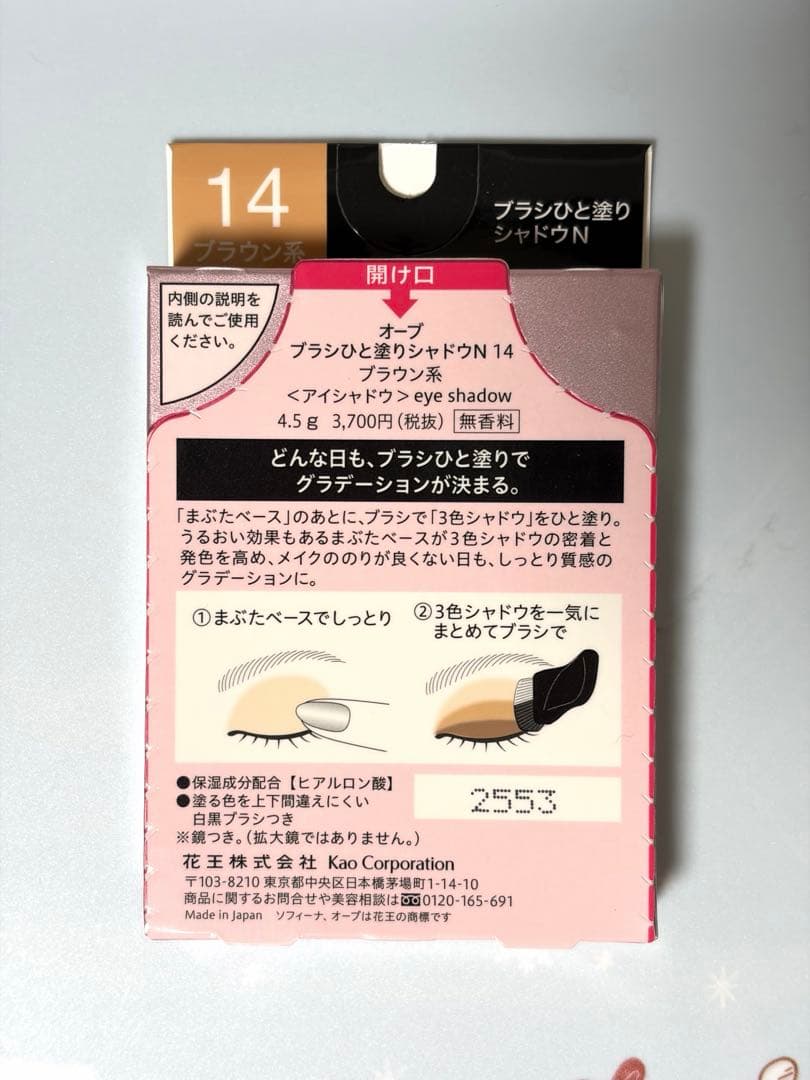 14
ブラウン系
ブラシひと塗り
シャドウN
開け口
内側の説明を
読んでご使用
ください。
オーブ
ブラシひと塗りシャドウN 14
ブラウン系
＜アイシャドウ＞eye shadow
4.5g 3,700円（税抜） 無香料
どんな日も、ブラシひと塗りで
グラデーションが決まる。
「まぶたベース」のあとに、ブラシで「3色シャドウ」をひと塗り。
うるおい効果もあるまぶたベースが3色シャドウの密着と
発色を高め、メイクののりが良くない日も、しっとり質感の
グラデーションに。
①まぶたベースでしっとり
②3色シャドウを一気に
まとめてブラシで
●保湿成分配合【ヒアルロン酸】
●塗る色を上下間違えにくい
白黒ブラシつき
※鏡つき。（拡大鏡ではありません。）
2553
花王株式会社 Kao Corporation
〒103-8210 東京都中央区日本橋茅場町1-14-10
商品に関するお問合せや美容相談は0120-165-691
Made in Japan ソフィーナ、オーブは花王の商標です